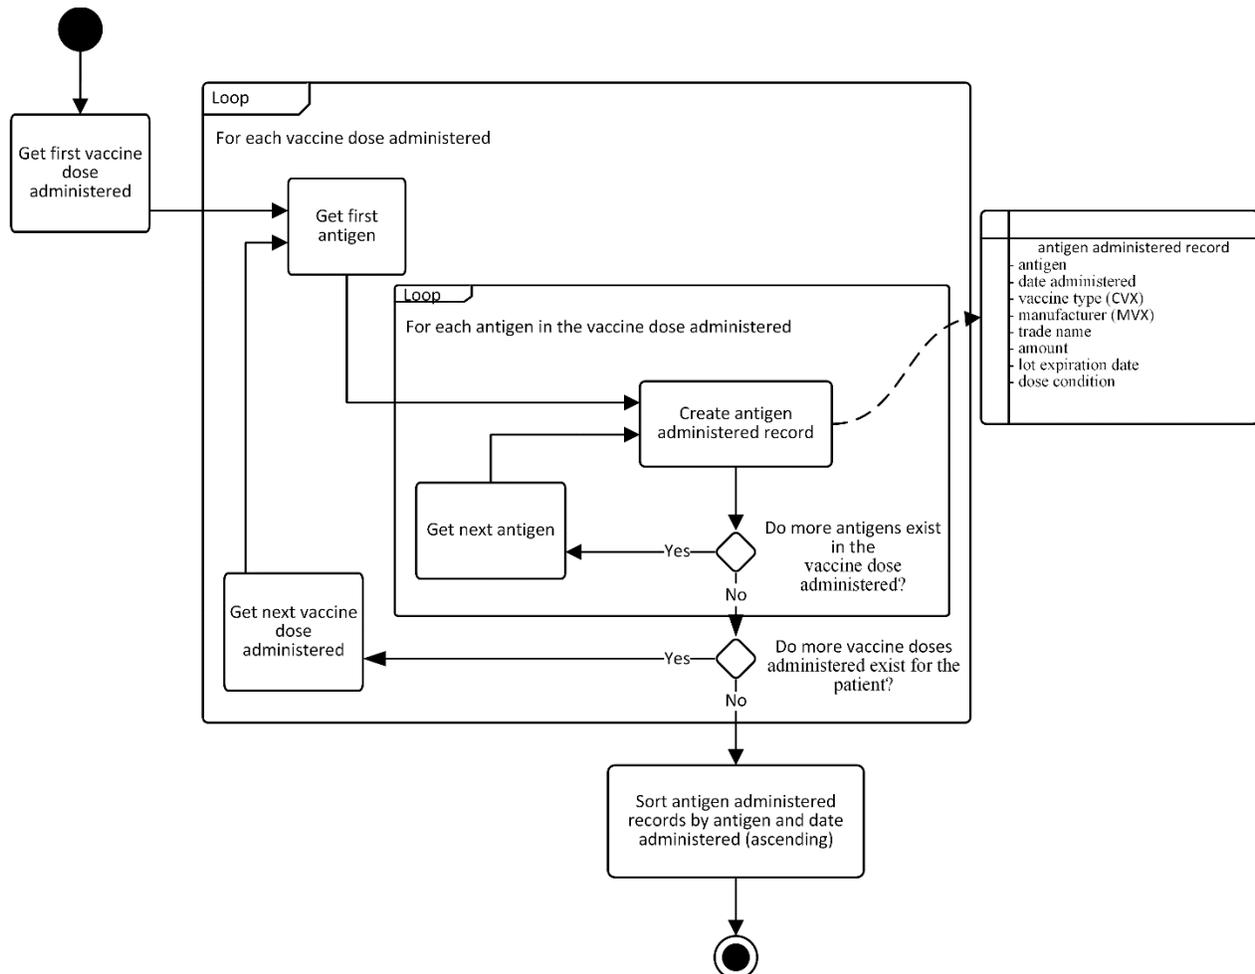 Loop
For each vaccine dose administered
Get first vaccine
dose
administered
Get first
antigen
antigen administered record
- antigen
- date administered
- vaccine type (CVX)
- manufacturer (MVX)
- trade name
- amount
- lot expiration date
- dose condition
Loop
For each antigen in the vaccine dose administered
Create antigen
administered record
Get next antigen
Yes
Do more antigens exist
in the
vaccine dose
administered?
No
Get next vaccine
dose
administered
Yes
Do more vaccine doses
administered exist for the
patient?
No
Sort antigen administered
records by antigen and date
administered (ascending)